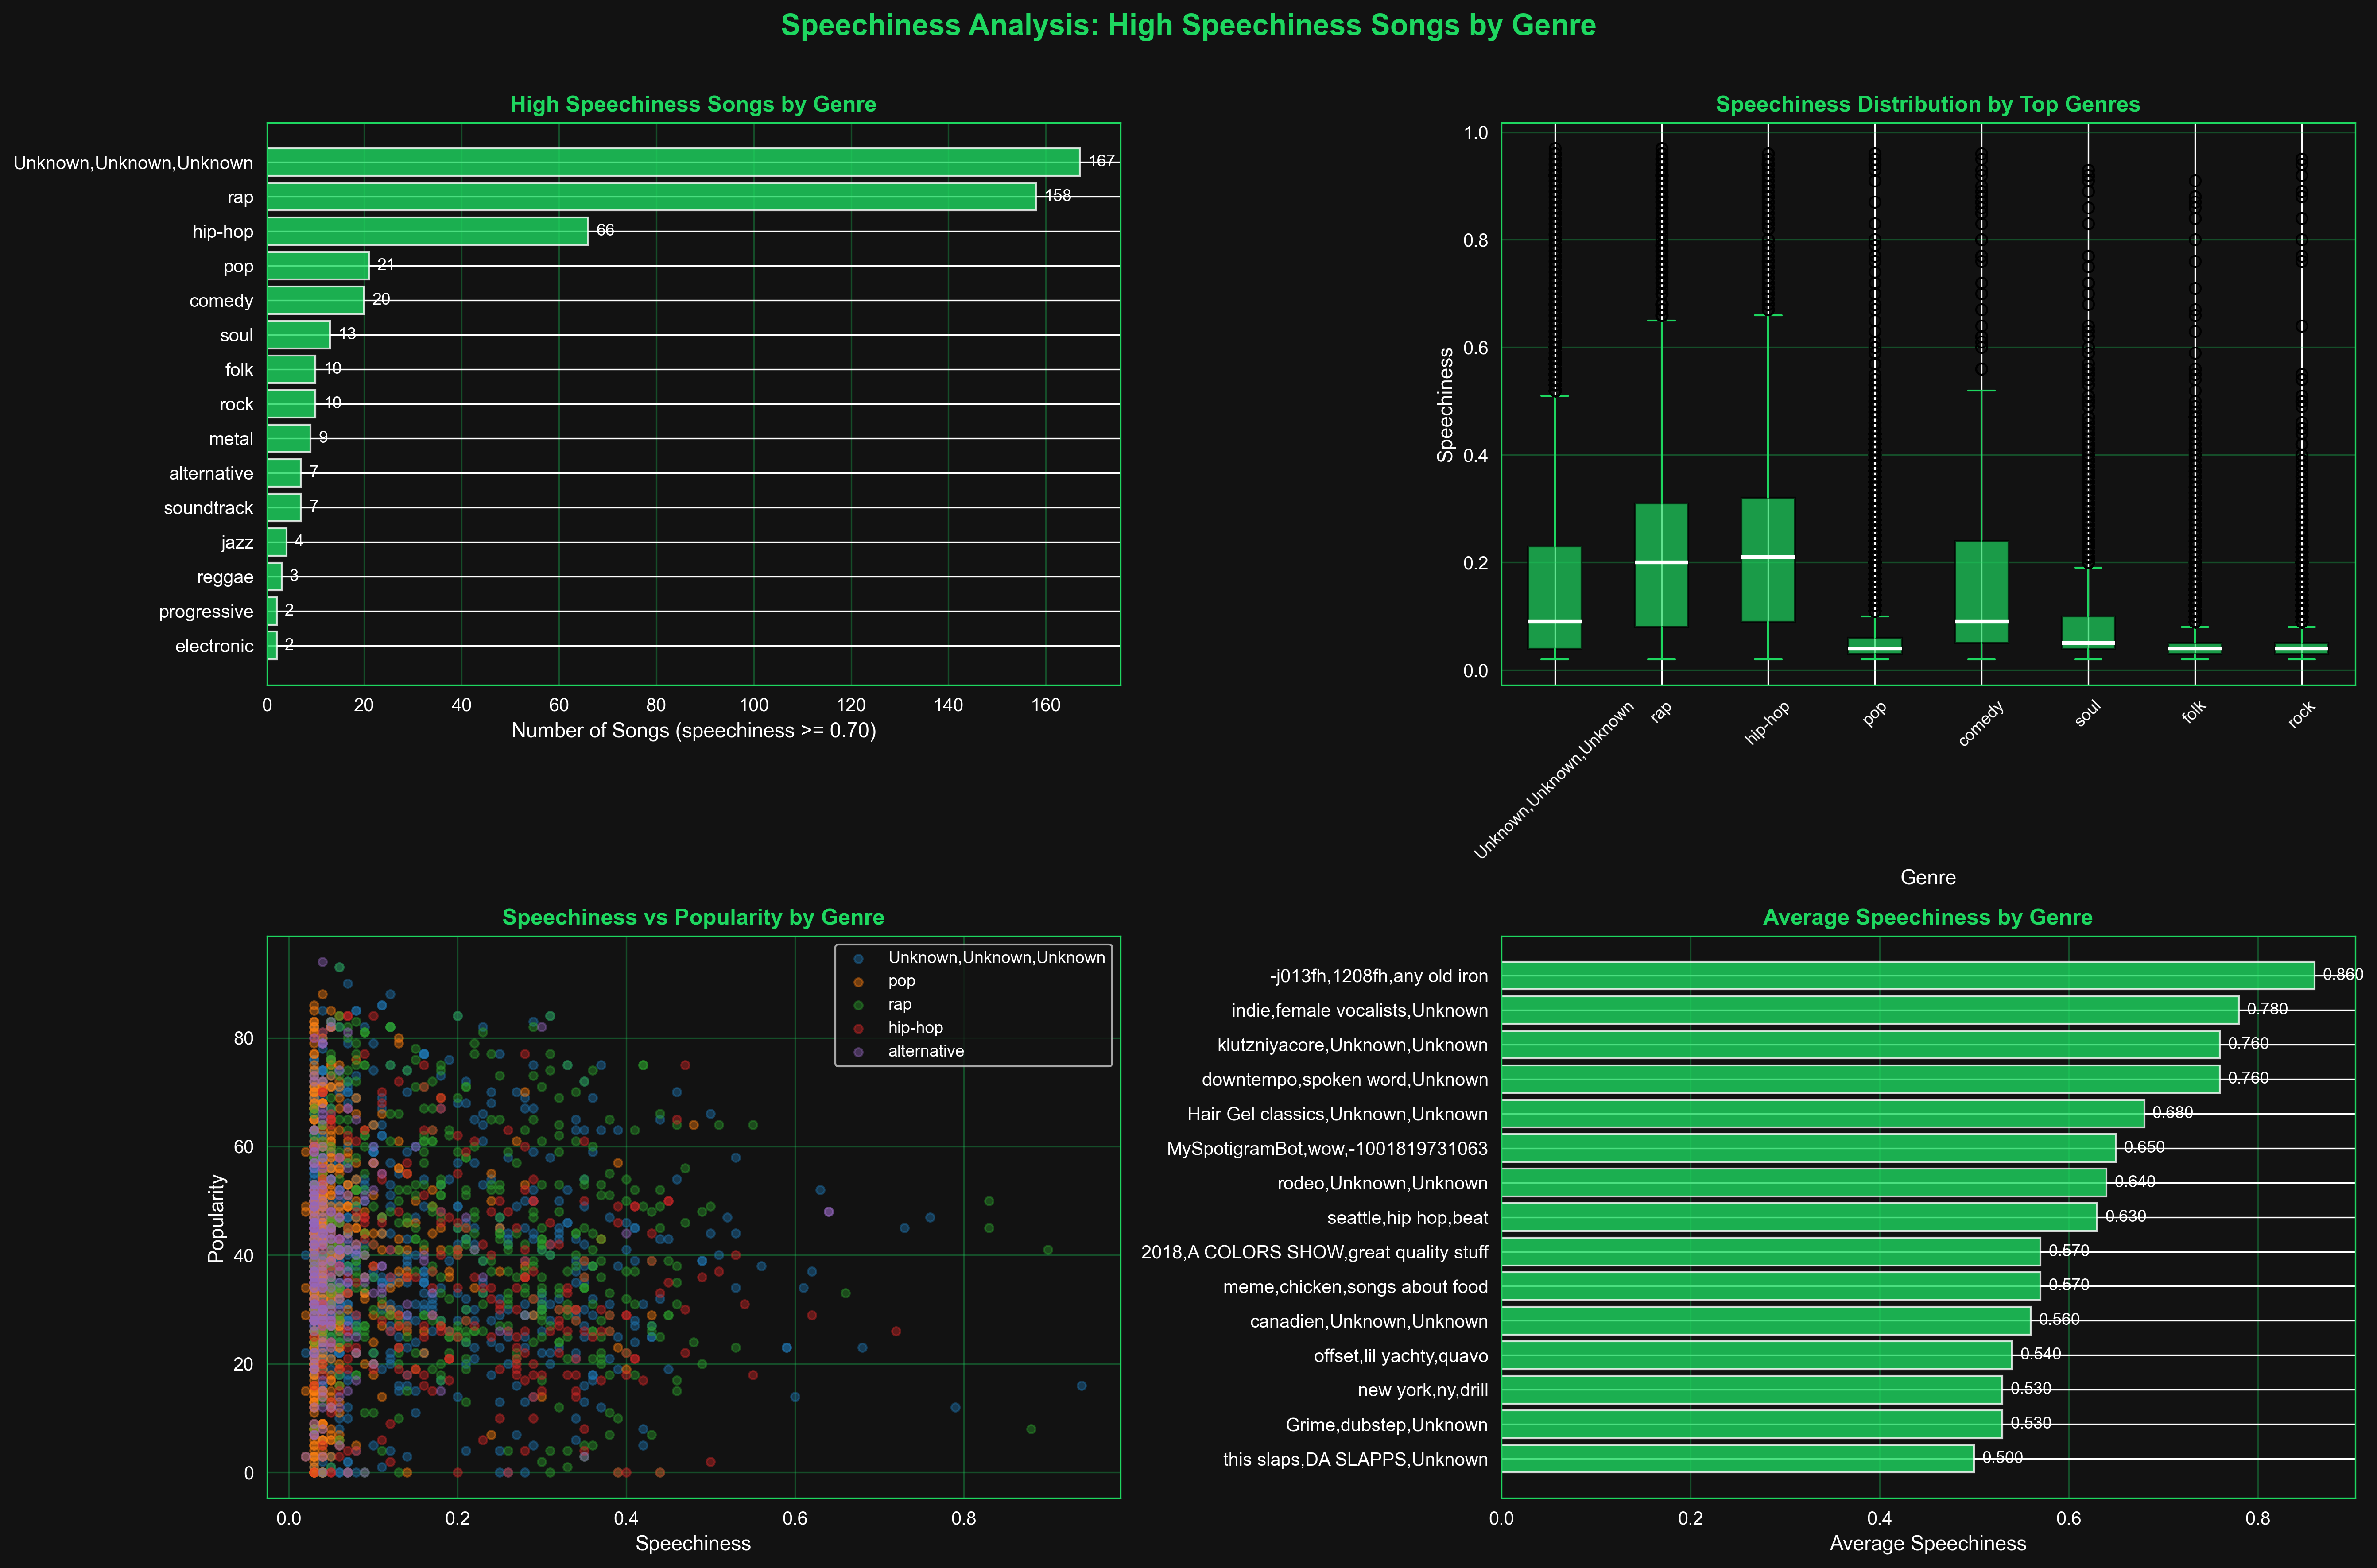 Speechiness Analysis: High Speechiness Songs by Genre
High Speechiness Songs by Genre
Unknown,Unknown,Unknown
167
rap
158
hip-hop
66
pop
21
comedy
20
soul
13
folk
10
rock
10
metal
9
alternative
7
soundtrack
7
jazz
4
reggae
3
progressive
2
electronic
2
0 20 40 60 80 100 120 140 160
Number of Songs (speechiness >= 0.70)
Speechiness Distribution by Top Genres
Speechiness
1.0
0.8
0.6
0.4
0.2
0.0
Unknown,Unknown,Unknown
rap
hip-hop
pop
comedy
soul
folk
rock
Genre
Speechiness vs Popularity by Genre
Popularity
80
60
40
20
0
Unknown,Unknown,Unknown
pop
rap
hip-hop
alternative
0.0 0.2 0.4 0.6 0.8
Speechiness
Average Speechiness by Genre
-j013fh,1208fh,any old iron
0.860
indie,female vocalists,Unknown
0.780
klutzniyacore,Unknown,Unknown
0.760
downtempo,spoken word,Unknown
0.760
Hair Gel classics,Unknown,Unknown
0.680
MySpotigramBot,wow,-1001819731063
0.650
rodeo,Unknown,Unknown
0.640
seattle,hip hop,beat
0.630
2018,A COLORS SHOW,great quality stuff
0.570
meme,chicken,songs about food
0.570
canadien,Unknown,Unknown
0.560
offset,lil yachty,quavo
0.540
new york,ny,drill
0.530
Grime,dubstep,Unknown
0.530
this slaps,DA SLAPPS,Unknown
0.500
0.0 0.2 0.4 0.6 0.8
Average Speechiness